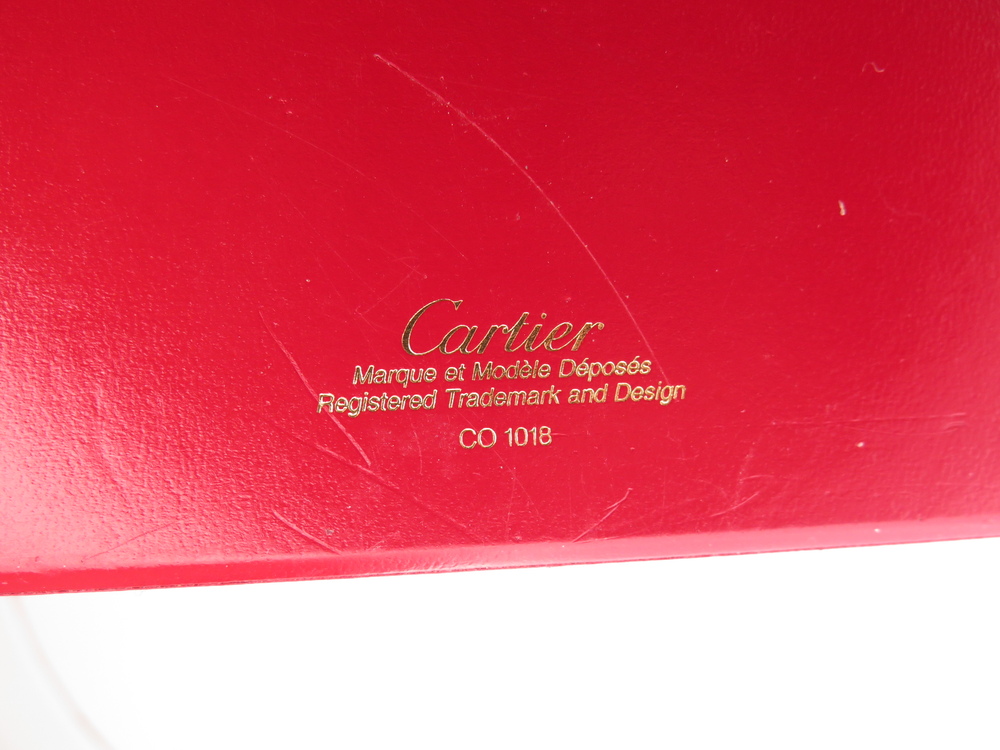 Cartier
Marque et Modèle Déposés
Registered Trademark and Design
CO 1018